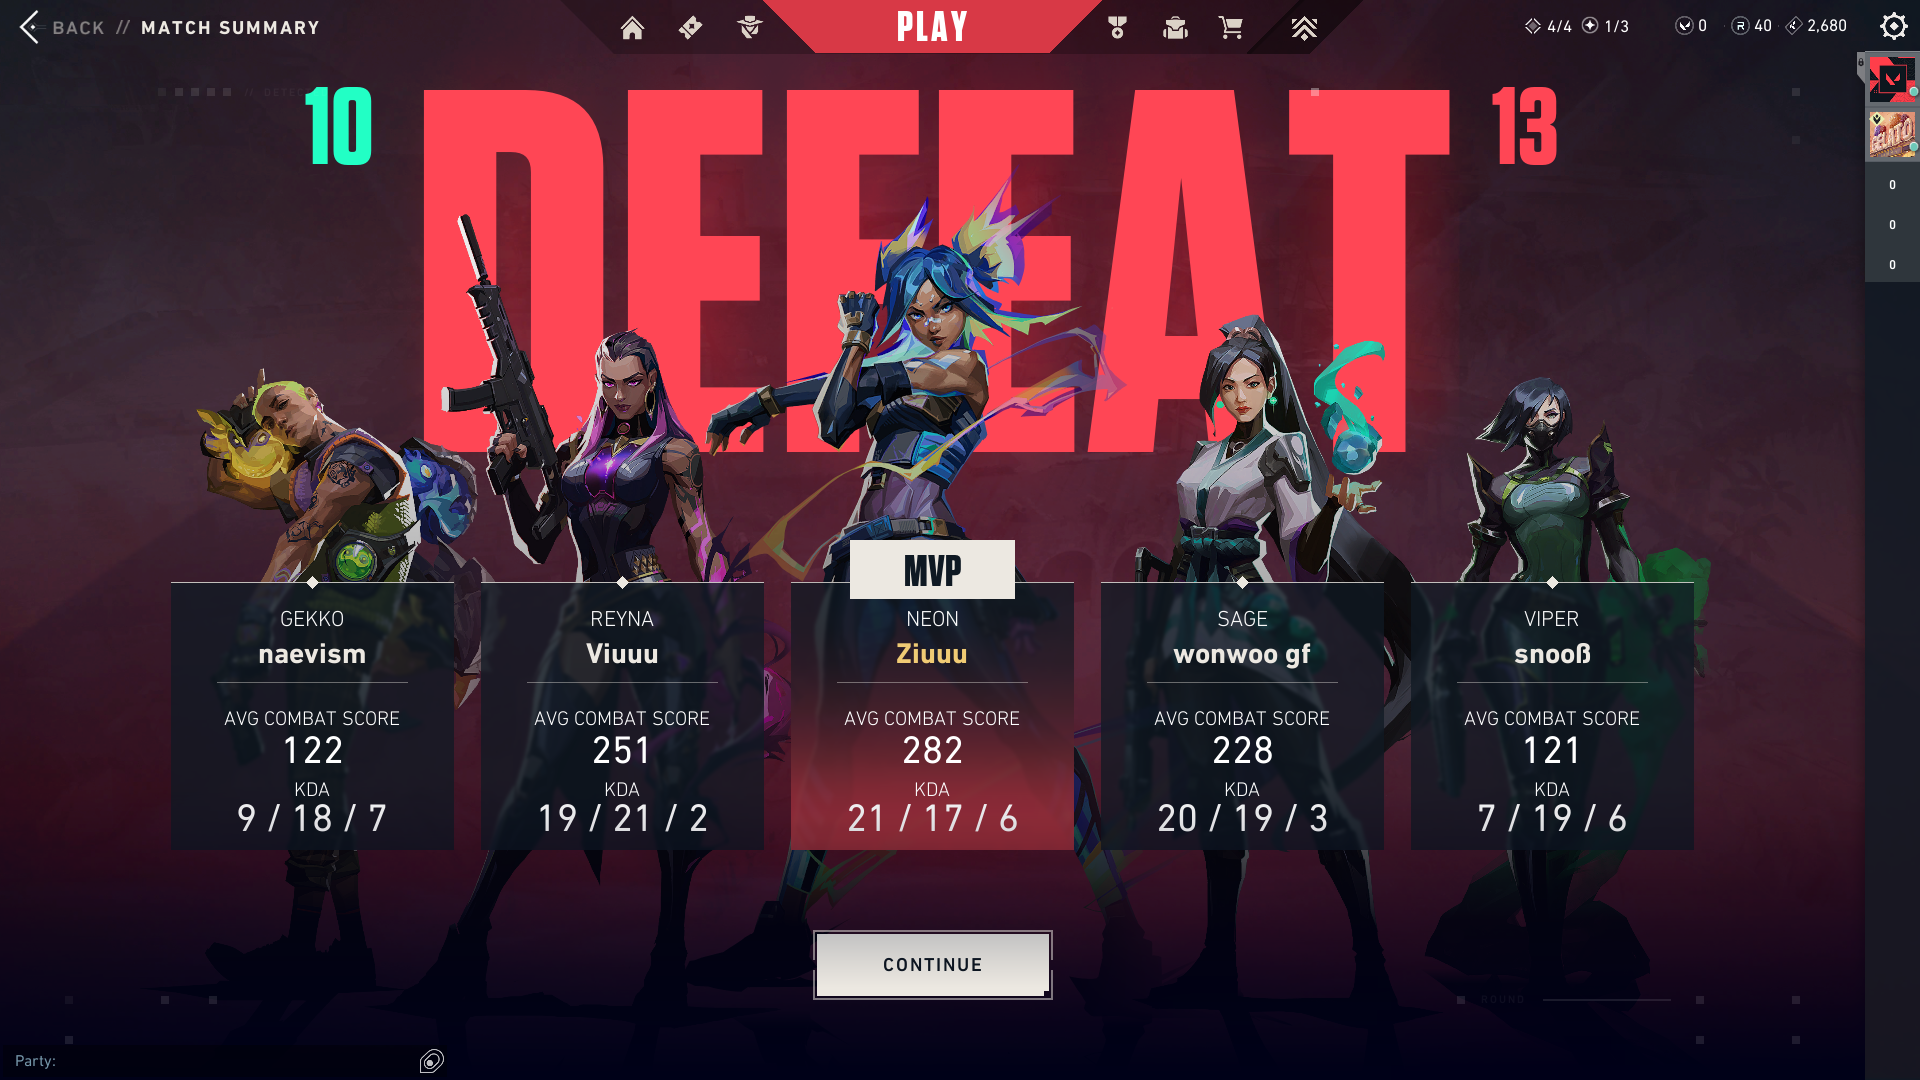 BACK // MATCH SUMMARY
PLAY
4/4 1/3 0 40 2,680
10 DEFEAT 13
GELATO
0
0
0
MVP
GEKKO
naevism
AVG COMBAT SCORE
122
KDA
9 / 18 / 7
REYNA
Viuuu
AVG COMBAT SCORE
251
KDA
19 / 21 / 2
NEON
Ziuuu
AVG COMBAT SCORE
282
KDA
21 / 17 / 6
SAGE
wonwoo gf
AVG COMBAT SCORE
228
KDA
20 / 19 / 3
VIPER
snooß
AVG COMBAT SCORE
121
KDA
7 / 19 / 6
CONTINUE
ROUND
Party: